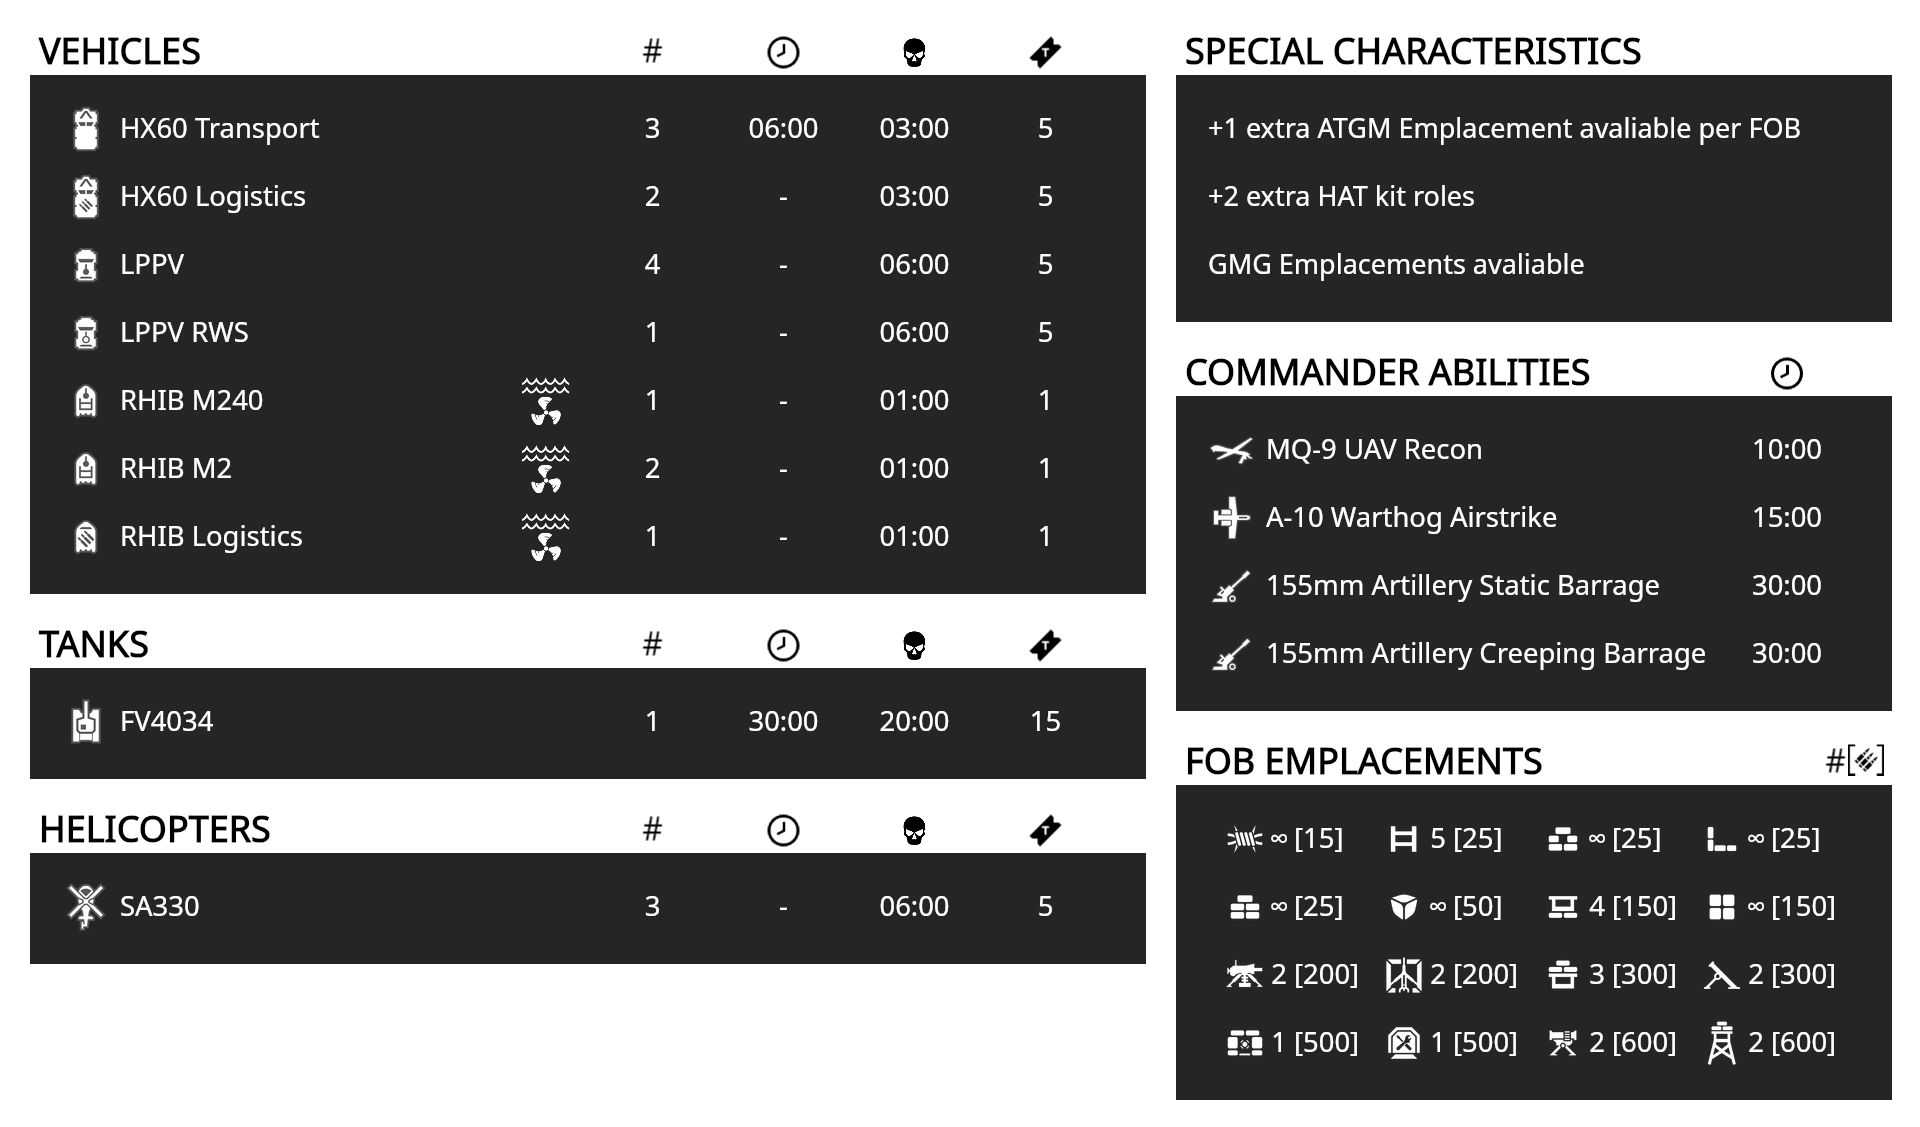 VEHICLES #
HX60 Transport 3 06:00 03:00 5
HX60 Logistics 2 - 03:00 5
LPPV 4 - 06:00 5
LPPV RWS 1 - 06:00 5
RHIB M240 1 - 01:00 1
RHIB M2 2 - 01:00 1
RHIB Logistics 1 - 01:00 1
TANKS #
FV4034 1 30:00 20:00 15
HELICOPTERS #
SA330 3 - 06:00 5
SPECIAL CHARACTERISTICS
+1 extra ATGM Emplacement avaliable per FOB
+2 extra HAT kit roles
GMG Emplacements avaliable
COMMANDER ABILITIES
MQ-9 UAV Recon 10:00
A-10 Warthog Airstrike 15:00
155mm Artillery Static Barrage 30:00
155mm Artillery Creeping Barrage 30:00
FOB EMPLACEMENTS #[]
∞ [15] 5 [25] ∞ [25] ∞ [25]
∞ [25] ∞ [50] 4 [150] ∞ [150]
2 [200] 2 [200] 3 [300] 2 [300]
1 [500] 1 [500] 2 [600] 2 [600]